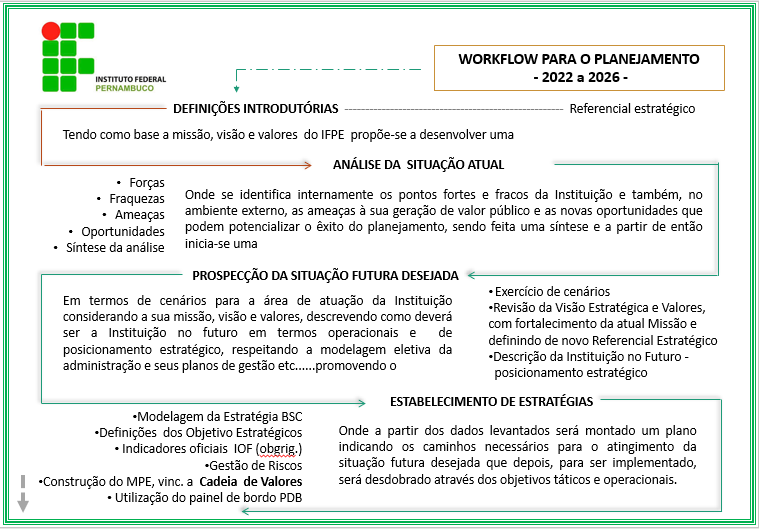 INSTITUTO FEDERAL
PERNAMBUCO
WORKFLOW PARA O PLANEJAMENTO
- 2022 a 2026 -
DEFINIÇÕES INTRODUTÓRIAS
Referencial estratégico
Tendo como base a missão, visão e valores do IFPE propõe-se a desenvolver uma
ANÁLISE DA SITUAÇÃO ATUAL
• Forças
• Fraquezas
• Ameaças
• Oportunidades
• Síntese da análise
Onde se identifica internamente os pontos fortes e fracos da Instituição e também, no
ambiente externo, as ameaças à sua geração de valor público e as novas oportunidades que
podem potencializar o êxito do planejamento, sendo feita uma síntese e a partir de então
inicia-se uma
PROSPECÇÃO DA SITUAÇÃO FUTURA DESEJADA
Em termos de cenários para a área de atuação da Instituição
considerando a sua missão, visão e valores, descrevendo como deverá
ser a Instituição no futuro em termos operacionais e de
posicionamento estratégico, respeitando a modelagem eletiva da
administração e seus planos de gestão etc......promovendo o
•Exercício de cenários
•Revisão da Visão Estratégica e Valores,
com fortalecimento da atual Missão e
definindo de novo Referencial Estratégico
•Descrição da Instituição no Futuro -
posicionamento estratégico
ESTABELECIMENTO DE ESTRATÉGIAS
•Modelagem da Estratégia BSC
•Definições dos Objetivo Estratégicos
• Indicadores oficiais IOF (obgrig.)
•Gestão de Riscos
•Construção do MPE, vinc. a Cadeia de Valores
• Utilização do painel de bordo PDB
Onde a partir dos dados levantados será montado um plano
indicando os caminhos necessários para o atingimento da
situação futura desejada que depois, para ser implementado,
será desdobrado através dos objetivos táticos e operacionais.